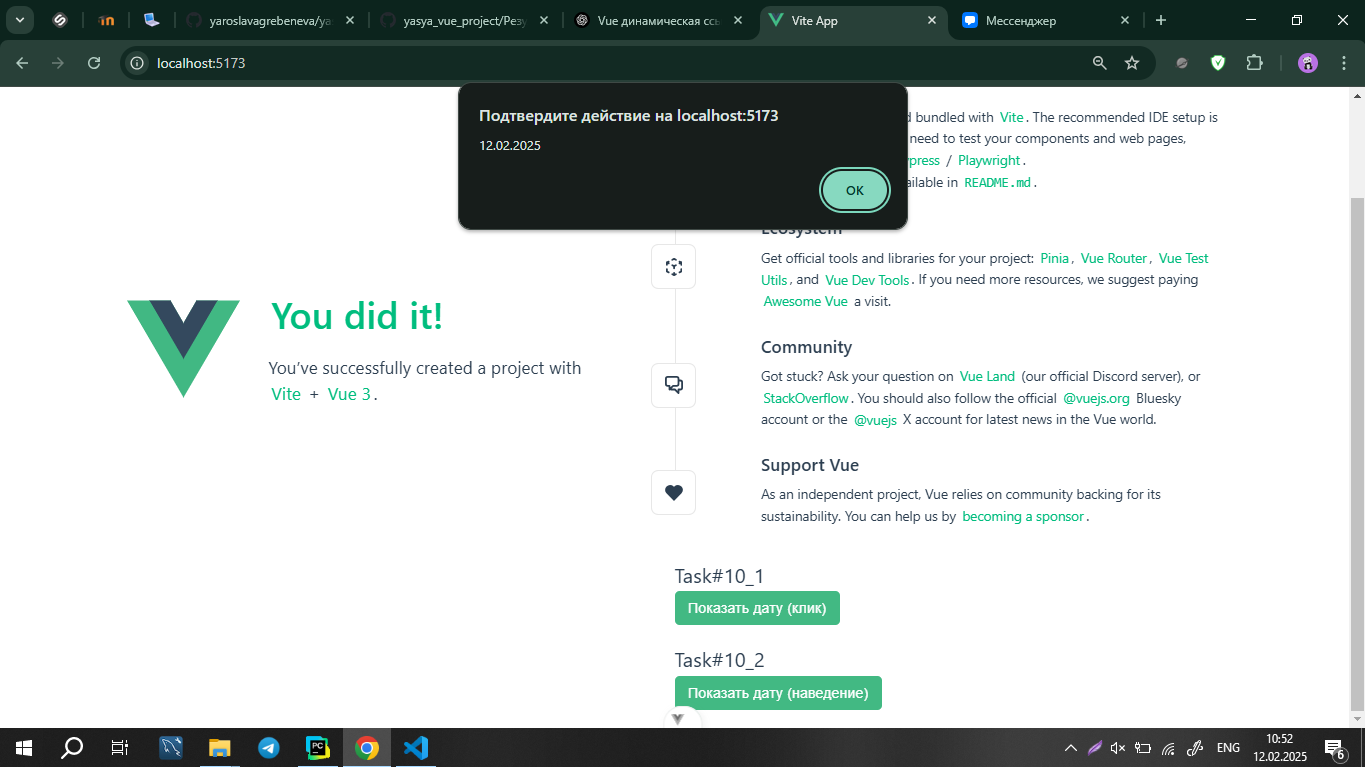 yaroslavagrebeneva/yas
yasya_vue_project/Резу
Vue динамическая ссы
Vite App
Мессенджер
localhost:5173
Подтвердите действие на localhost:5173
12.02.2025
OK
d bundled with Vite. The recommended IDE setup is
need to test your components and web pages,
press / Playwright.
ailable in README.md.
Ecosystem
Get official tools and libraries for your project: Pinia, Vue Router, Vue Test
Utils, and Vue Dev Tools. If you need more resources, we suggest paying
Awesome Vue a visit.
You did it!
You’ve successfully created a project with
Vite + Vue 3.
Community
Got stuck? Ask your question on Vue Land (our official Discord server), or
StackOverflow. You should also follow the official @vuejs.org Bluesky
account or the @vuejs X account for latest news in the Vue world.
Support Vue
As an independent project, Vue relies on community backing for its
sustainability. You can help us by becoming a sponsor.
Task#10_1
Показать дату (клик)
Task#10_2
Показать дату (наведение)
PC
ENG
10:52
12.02.2025
6